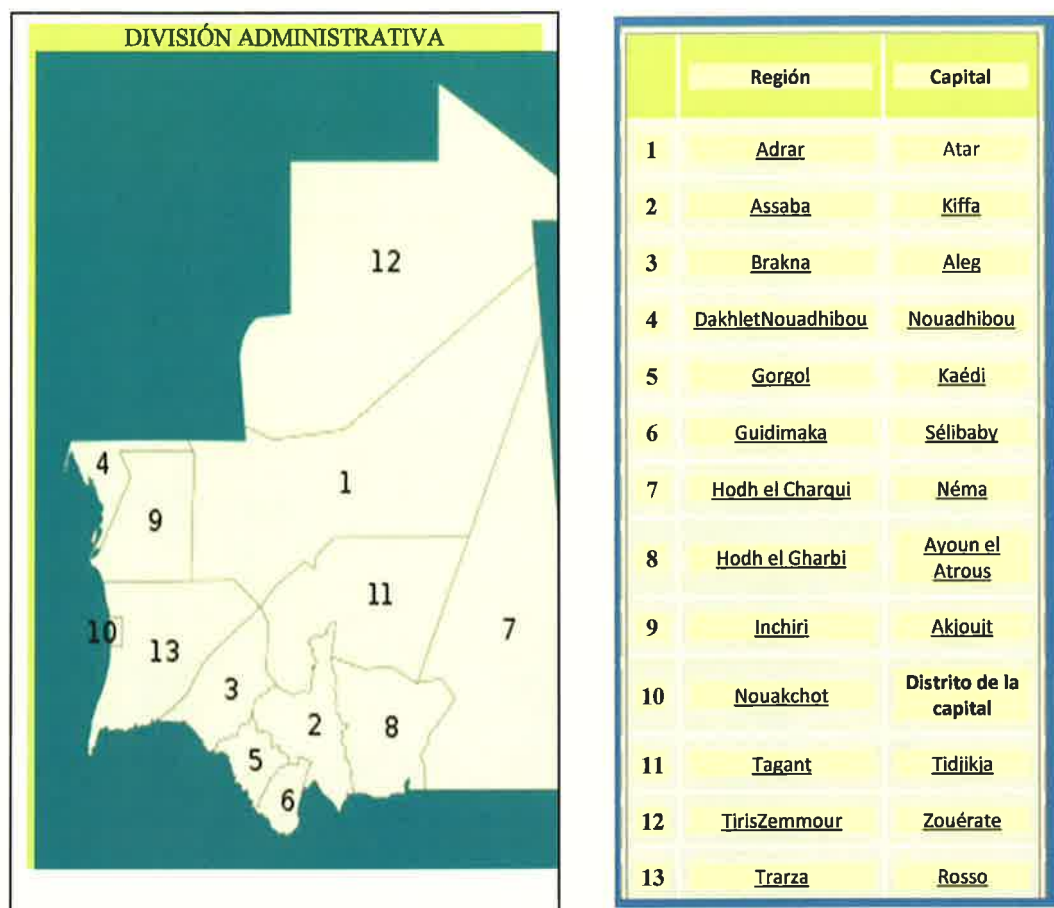 DIVISIÓN ADMINISTRATIVA
12
4
1
9
11
10
7
13
3
2
8
5
6
Región Capital
1 Adrar Atar
2 Assaba Kiffa
3 Brakna Aleg
4 DakhletNouadhibou Nouadhibou
5 Gorgol Kaédi
6 Guidimaka Sélibaby
7 Hodh el Charqui Néma
8 Hodh el Gharbi Ayoun el
Atrous
9 Inchiri Akjoujt
10 Nouakchot Distrito de la
capital
11 Tagant Tidjikja
12 TirisZemmour Zouérate
13 Trarza Rosso